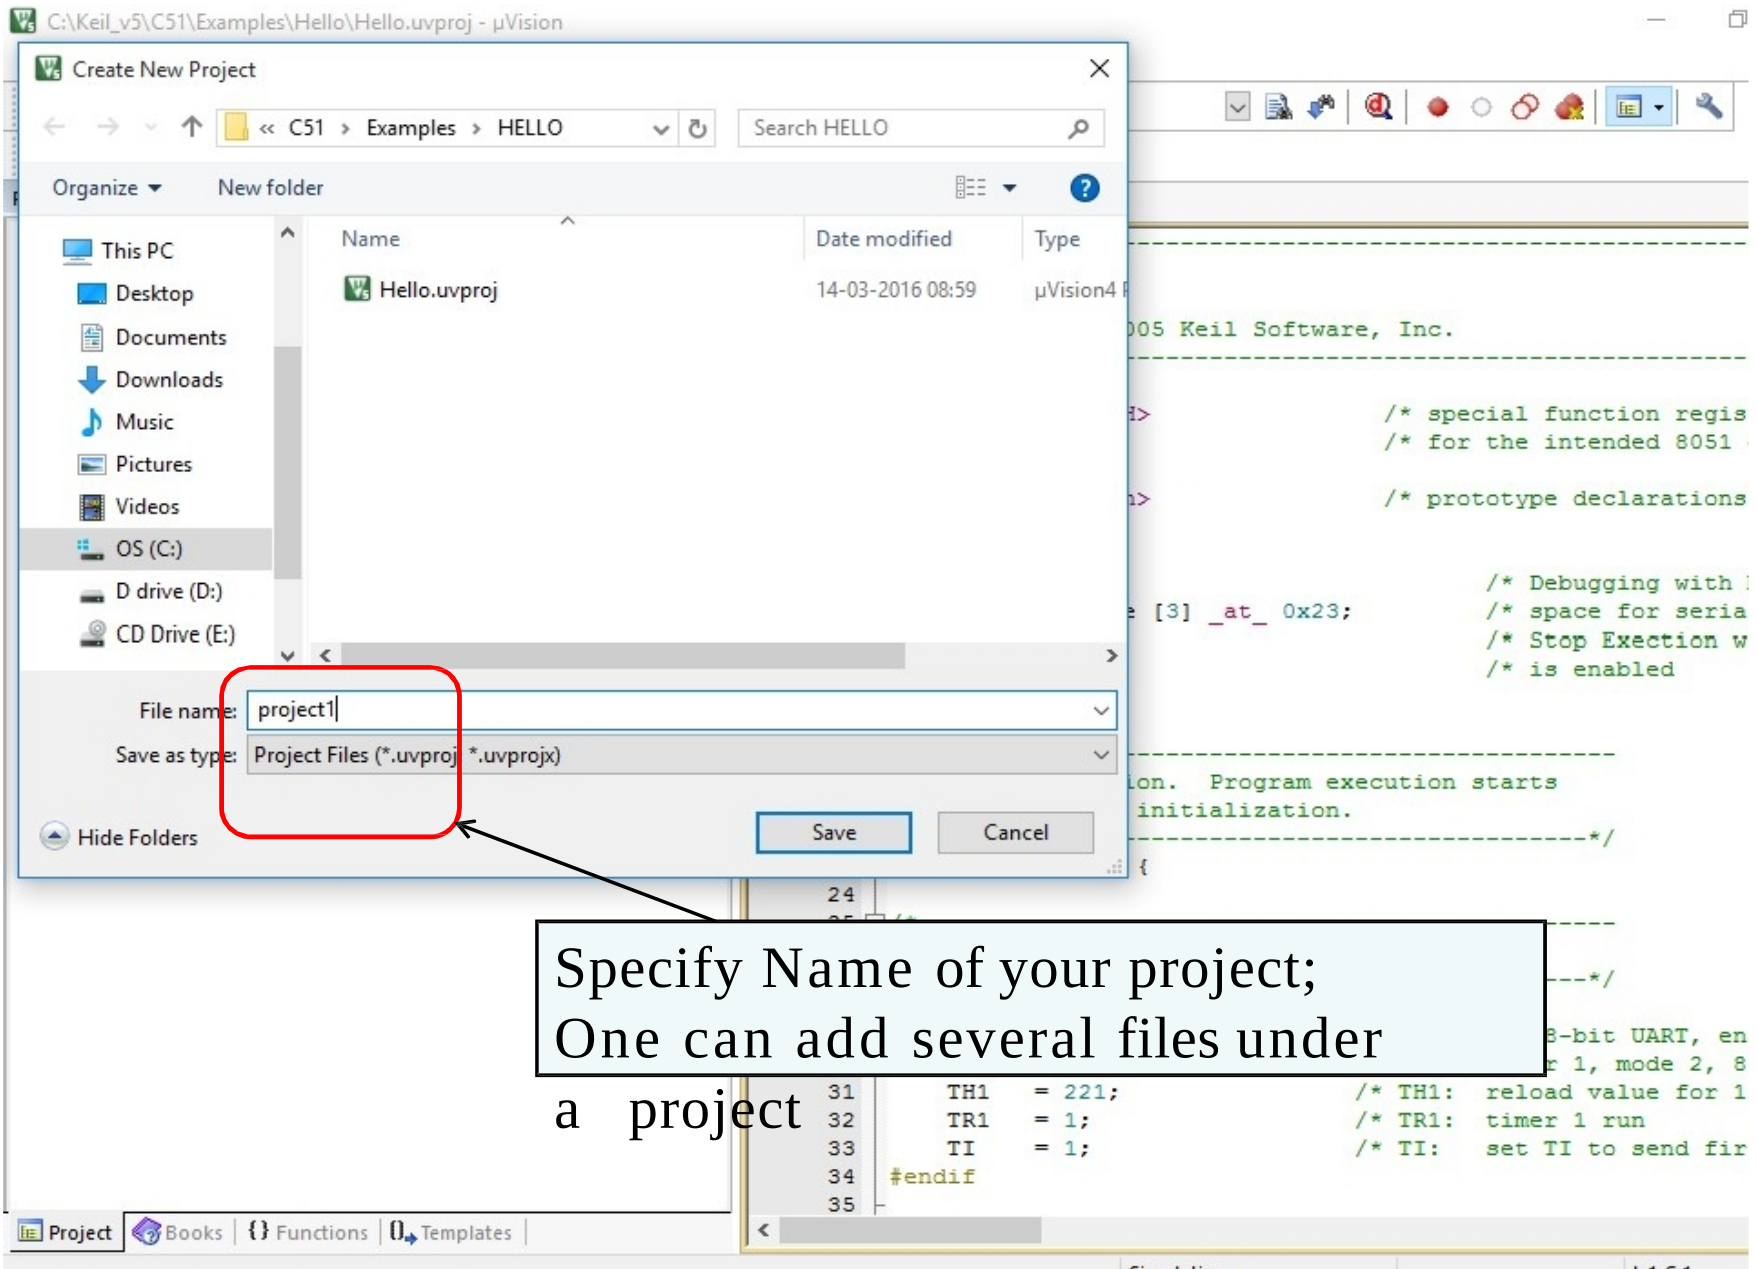 C:\Keil_v5\C51\Examples\Hello\Hello.uvproj - µVision
Create New Project
« C51 › Examples › HELLO
Search HELLO
Organize
New folder
Name
Date modified
Type
This PC
Desktop
Documents
Downloads
Music
Pictures
Videos
OS (C:)
D drive (D:)
CD Drive (E:)
Hello.uvproj
14-03-2016 08:59
µVision4
File name:
project1
Save as type:
Project Files (*.uvproj *.uvprojx)
Hide Folders
Save
Cancel
----------------------------------------
005 Keil Software, Inc.
----------------------------------------
H>
/* special function regis
/* for the intended 8051
h>
/* prototype declarations
/* Debugging with
[3] _at_ 0x23;
/* space for seria
/* Stop Exection w
/* is enabled
-------------------------------
ion. Program execution starts
initialization.
-------------------------------*/
{
24
Specify Name of your project;
One can add several files under
a project
--*/
8-bit UART, en
r 1, mode 2, 8
31 TH1 = 221; /* TH1: reload value for 1
32 TR1 = 1; /* TR1: timer 1 run
33 TI = 1; /* TI: set TI to send fir
34 #endif
35
Project
Books
{} Functions
Templates